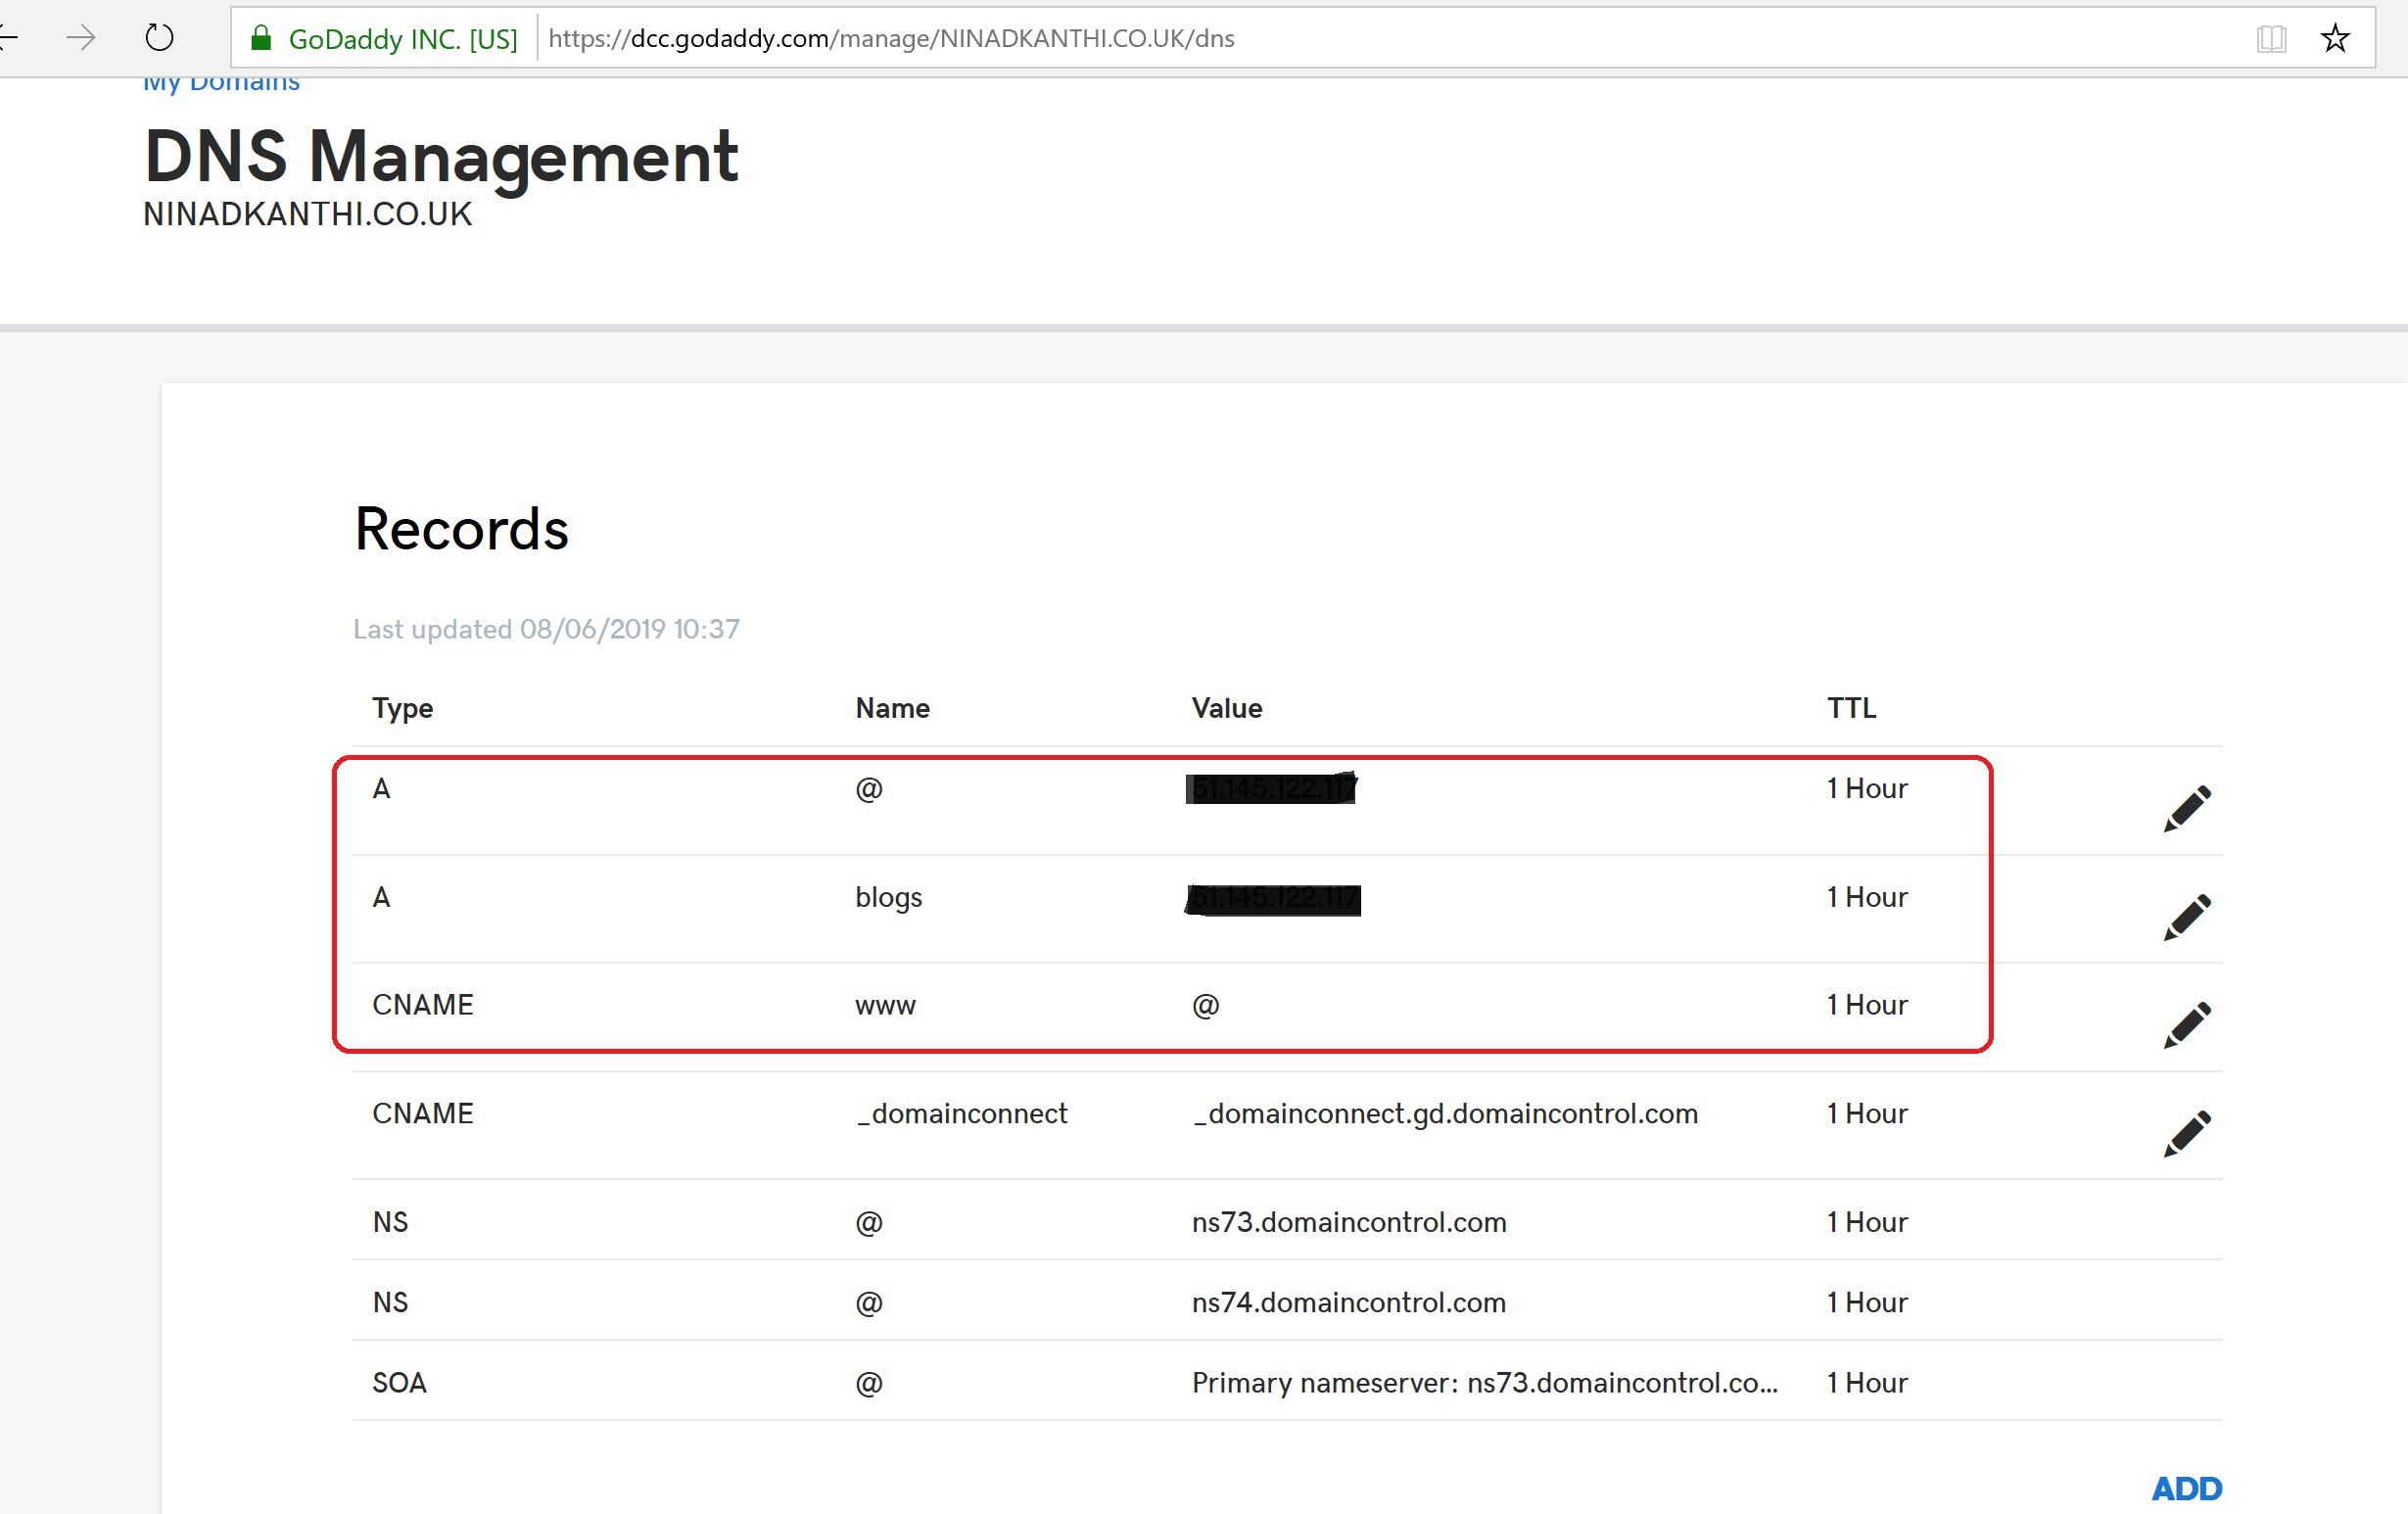 GoDaddy INC. [US] https://dcc.godaddy.com/manage/NINADKANTHI.CO.UK/dns
My Domains
DNS Management
NINADKANTHI.CO.UK
Records
Last updated 08/06/2019 10:37
Type Name Value TTL
A @ 1 Hour
A blogs 1 Hour
CNAME www @ 1 Hour
CNAME _domainconnect _domainconnect.gd.domaincontrol.com 1 Hour
NS @ ns73.domaincontrol.com 1 Hour
NS @ ns74.domaincontrol.com 1 Hour
SOA @ Primary nameserver: ns73.domaincontrol.co... 1 Hour
ADD